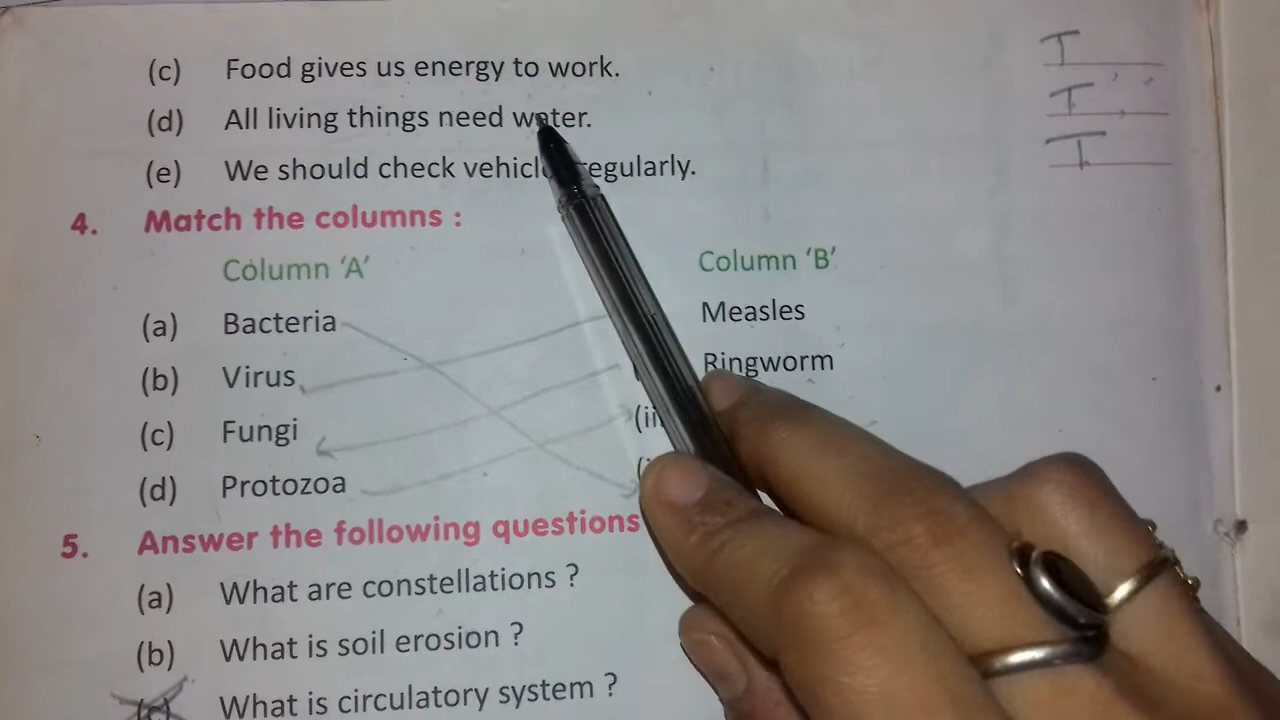 (c) Food gives us energy to work. T
(d) All living things need water. T
(e) We should check regularly. T
4. Match the columns :
Column ‘A’ Column ‘B’
(a) Bacteria Measles
(b) Virus Ringworm
(c) Fungi
(d) Protozoa
5. Answer the following questions
(a) What are constellations ?
(b) What is soil erosion ?
(c) What is circulatory system ?